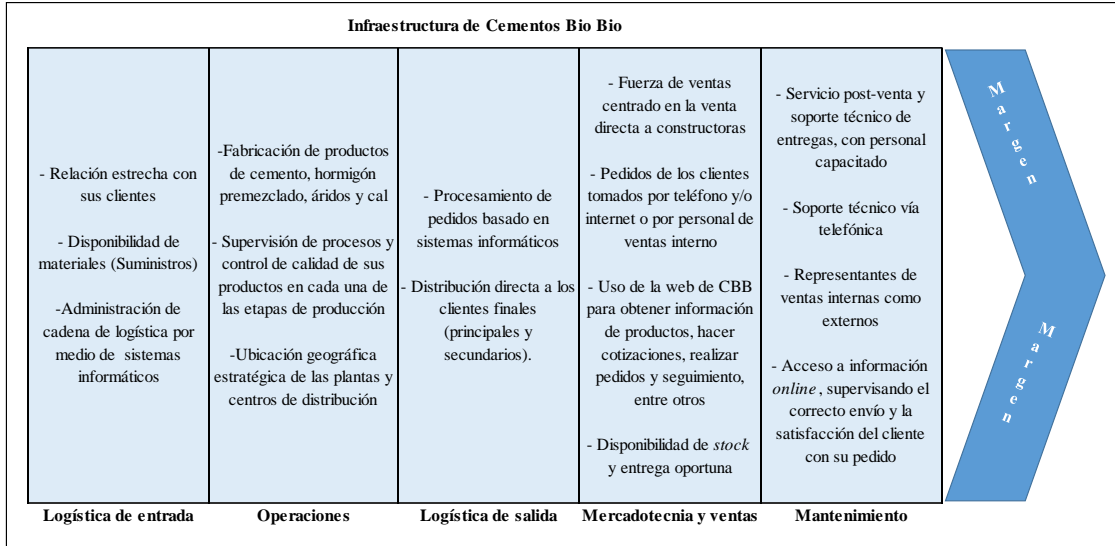 Infraestructura de Cementos Bio Bio
- Relación estrecha con
sus clientes
- Disponibilidad de
materiales (Suministros)
-Administración de
cadena de logística por
medio de sistemas
informáticos
-Fabricación de productos
de cemento, hormigón
premezclado, áridos y cal
- Supervisión de procesos y
control de calidad de sus
productos en cada una de
las etapas de producción
-Ubicación geográfica
estratégica de las plantas y
centros de distribución
- Procesamiento de
pedidos basado en
sistemas informáticos
- Distribución directa a los
clientes finales
(principales y
secundarios).
- Fuerza de ventas
centrado en la venta
directa a constructoras
- Pedidos de los clientes
tomados por teléfono y/o
internet o por personal de
ventas interno
- Uso de la web de CBB
para obtener información
de productos, hacer
cotizaciones, realizar
pedidos y seguimiento,
entre otros
- Disponibilidad de stock
y entrega oportuna
- Servicio post-venta y
soporte técnico de
entregas, con personal
capacitado
- Soporte técnico vía
telefónica
- Representantes de
ventas internas como
externos
- Acceso a información
online, supervisando el
correcto envío y la
satisfacción del cliente
con su pedido
Margen
Margen
Logística de entrada
Operaciones
Logística de salida
Mercadotecnia y ventas
Mantenimiento